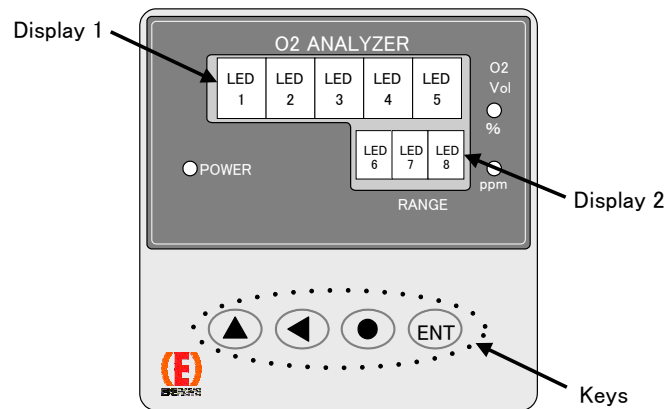 Display 1
O2 ANALYZER
LED LED LED LED LED
1 2 3 4 5
O2
Vol
%
LED LED LED
6 7 8
POWER
ppm
RANGE
Display 2
ENT
(E)
Keys